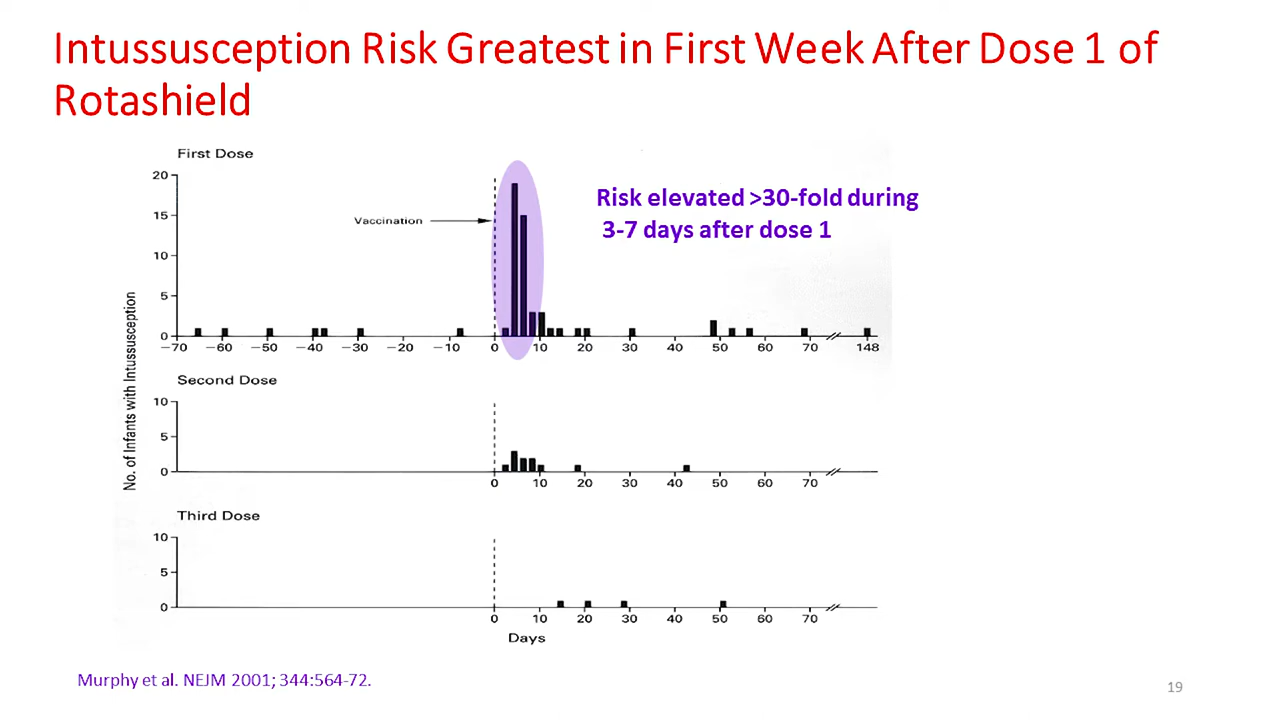 Intussusception Risk Greatest in First Week After Dose 1 of
Rotashield
First Dose
20
15
10
5
0
Vaccination
Risk elevated >30-fold during
3-7 days after dose 1
−70 −60 −50 −40 −30 −20 −10 0 10 20 30 40 50 60 70 148
No. of Infants with Intussusception
Second Dose
10
5
0
0 10 20 30 40 50 60 70
Third Dose
10
5
0
0 10 20 30 40 50 60 70
Days
Murphy et al. NEJM 2001; 344:564-72.
19